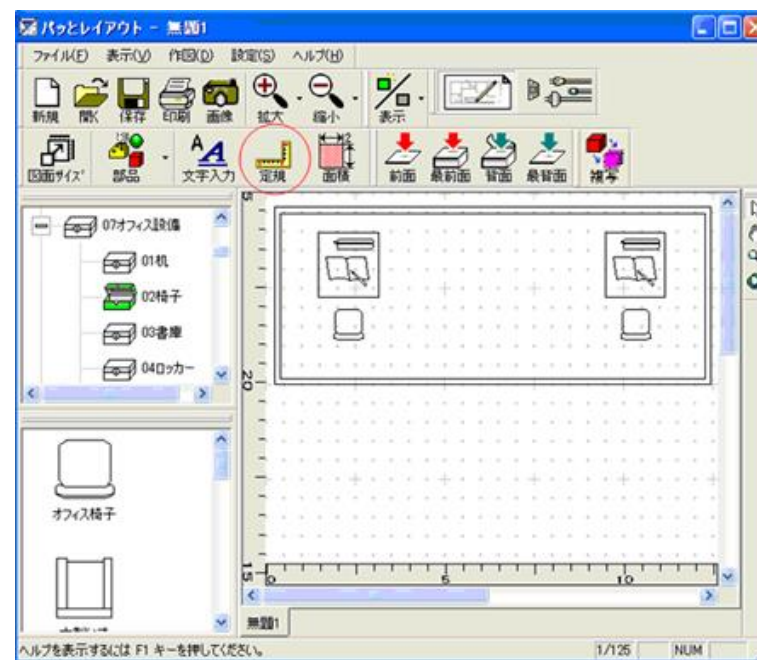 パッとレイアウト - 無題1
ファイル(F) 表示(V) 作図(D) 設定(S) ヘルプ(H)
新規 開く 保存 印刷 画像 拡大 縮小 表示
図面サイズ 部品 文字入力 定規 面積 前面 最前面 背面 最背面 複写
07オフィス設備
01机
02椅子
03書庫
04ロッカー
オフィス椅子
20
15
0 5 10
無題1
ヘルプを表示するには F1 キーを押してください。 1/125 NUM